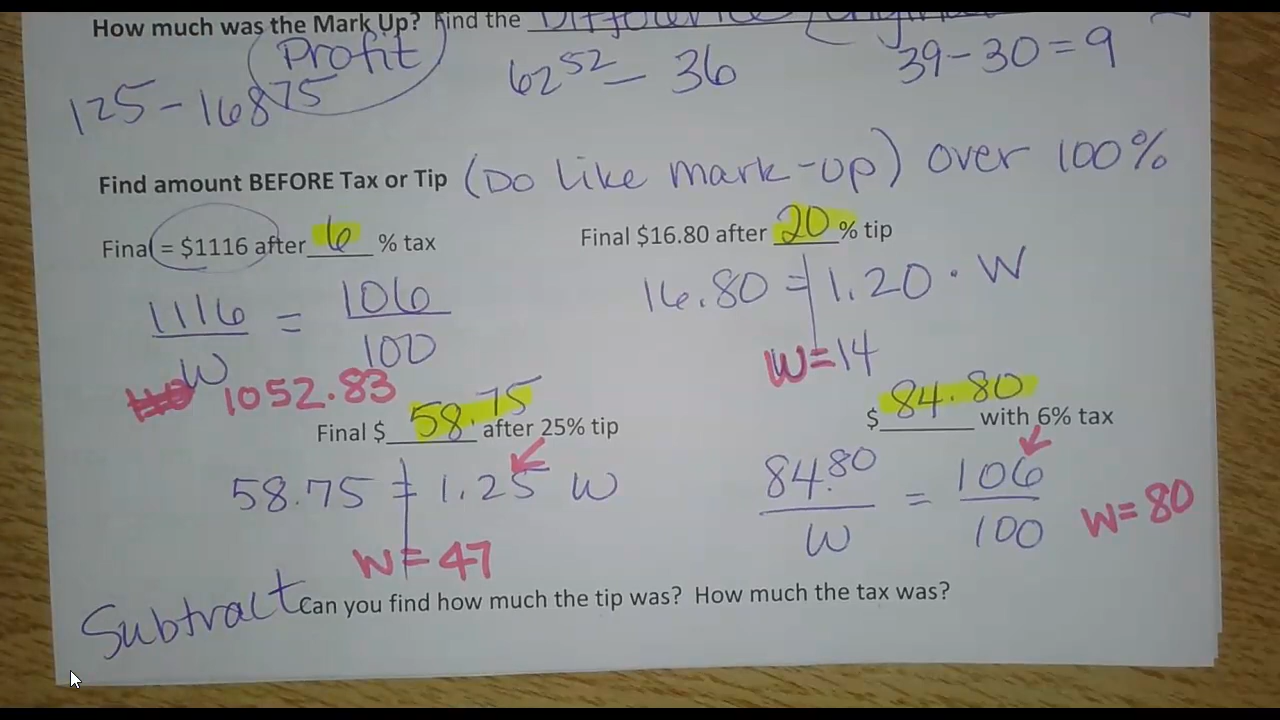 How much was the Mark Up? Find the Difference
Profit
125 - 168 75
62 52 - 36
39 - 30 = 9
Find amount BEFORE Tax or Tip (Do like mark-up) over 100%
Final = $1116 after 6 % tax
1116/W = 106/100
1052.83
Final $16.80 after 20 % tip
16.80 = 1.20 · W
W = 14
Final $ 58.75 after 25% tip
58.75 = 1.25 W
W = 47
$ 84.80 with 6% tax
84.80/W = 106/100
W = 80
Subtract Can you find how much the tip was? How much the tax was?